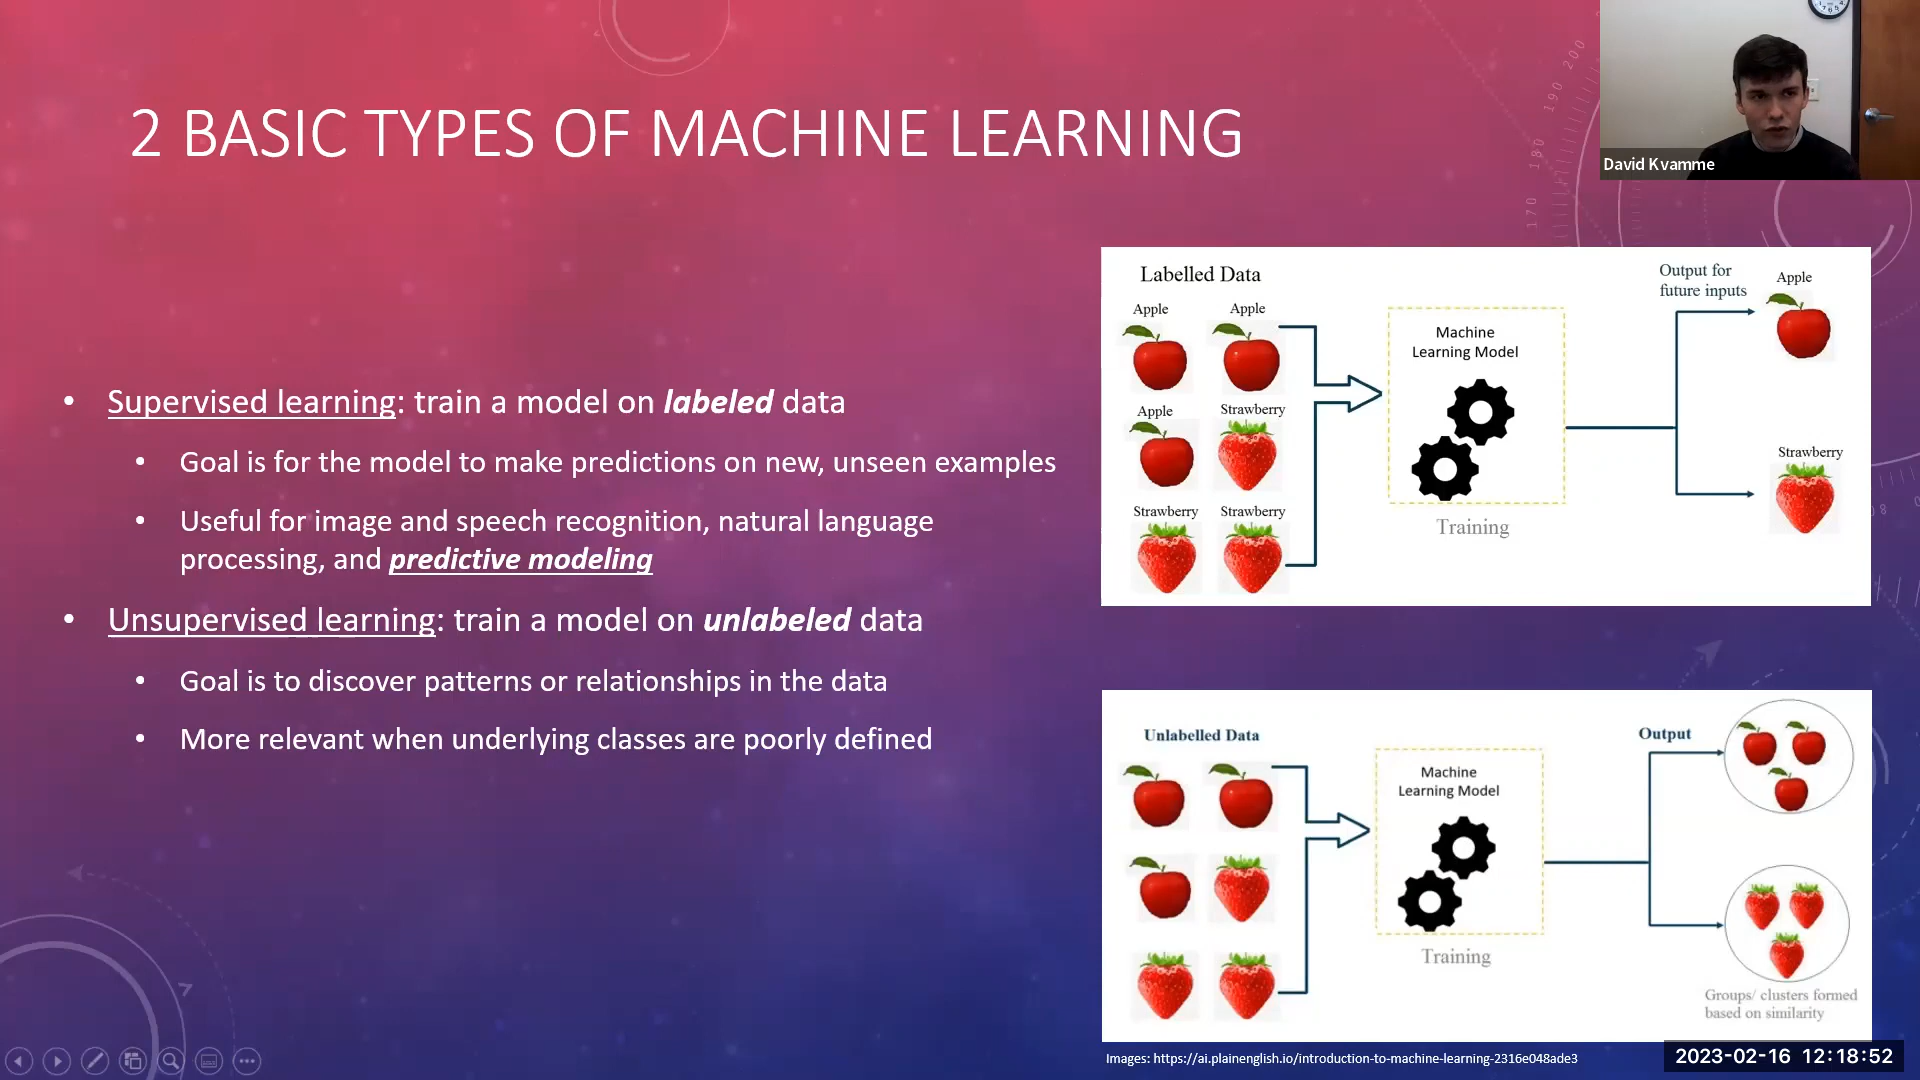 2 BASIC TYPES OF MACHINE LEARNING
David Kvamme
• Supervised learning: train a model on labeled data
• Goal is for the model to make predictions on new, unseen examples
• Useful for image and speech recognition, natural language
processing, and predictive modeling
• Unsupervised learning: train a model on unlabeled data
• Goal is to discover patterns or relationships in the data
• More relevant when underlying classes are poorly defined
Labelled Data
Apple Apple
Apple Strawberry
Strawberry Strawberry
Machine
Learning Model
Training
Output for
future inputs
Apple
Strawberry
Unlabelled Data
Machine
Learning Model
Training
Output
Groups/ clusters formed
based on similarity
Images: https://ai.plainenglish.io/introduction-to-machine-learning-2316e048ade3
2023-02-16 12:18:52
170 180 190 200